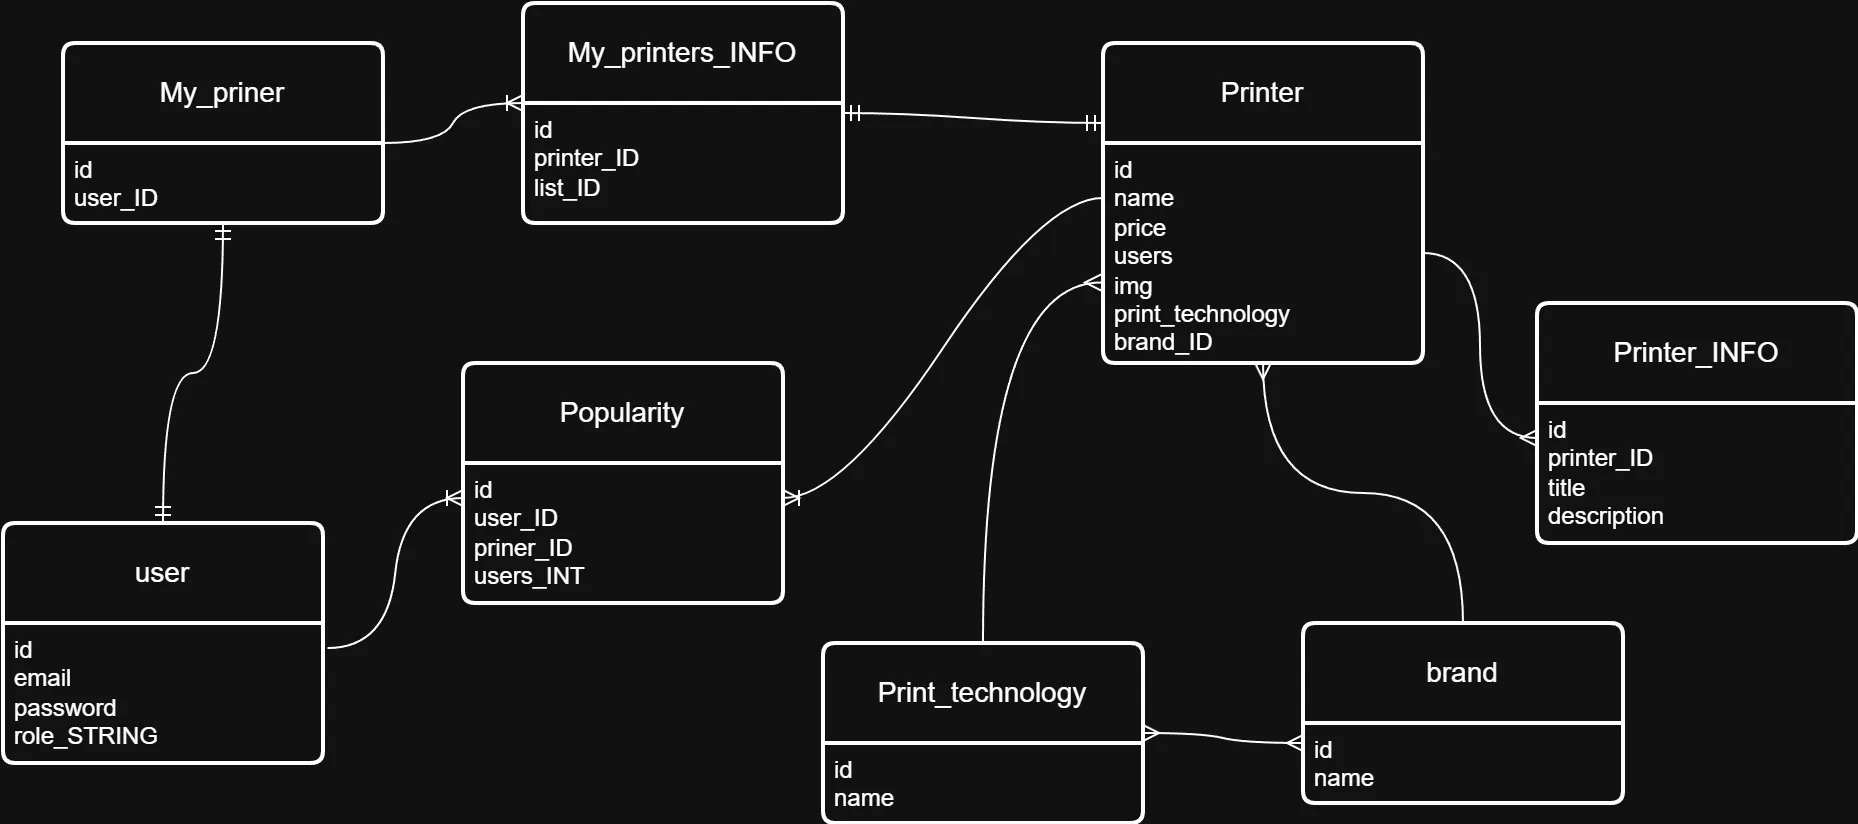 My_priner
id
user_ID
My_printers_INFO
id
printer_ID
list_ID
Printer
id
name
price
users
img
print_technology
brand_ID
Printer_INFO
id
printer_ID
title
description
Popularity
id
user_ID
priner_ID
users_INT
user
id
email
password
role_STRING
Print_technology
id
name
brand
id
name